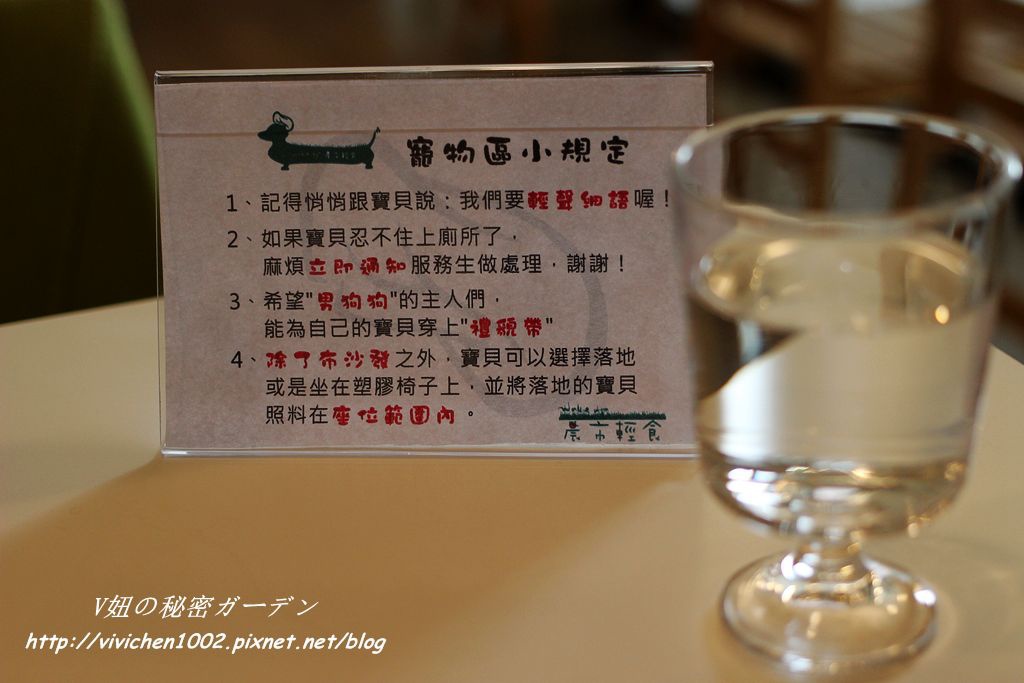 寵物區小規定
1、記得悄悄跟寶貝說：我們要輕聲細語喔！
2、如果寶貝忍不住上廁所了，
麻煩立即通知服務生做處理，謝謝！
3、希望"男狗狗"的主人們，
能為自己的寶貝穿上"禮貌帶"
4、除了布沙發之外，寶貝可以選擇落地
或是坐在塑膠椅子上，並將落地的寶貝
照料在座位範圍內。
農市輕食
V妞の秘密ガーデン
http://vivichen1002.pixnet.net/blog